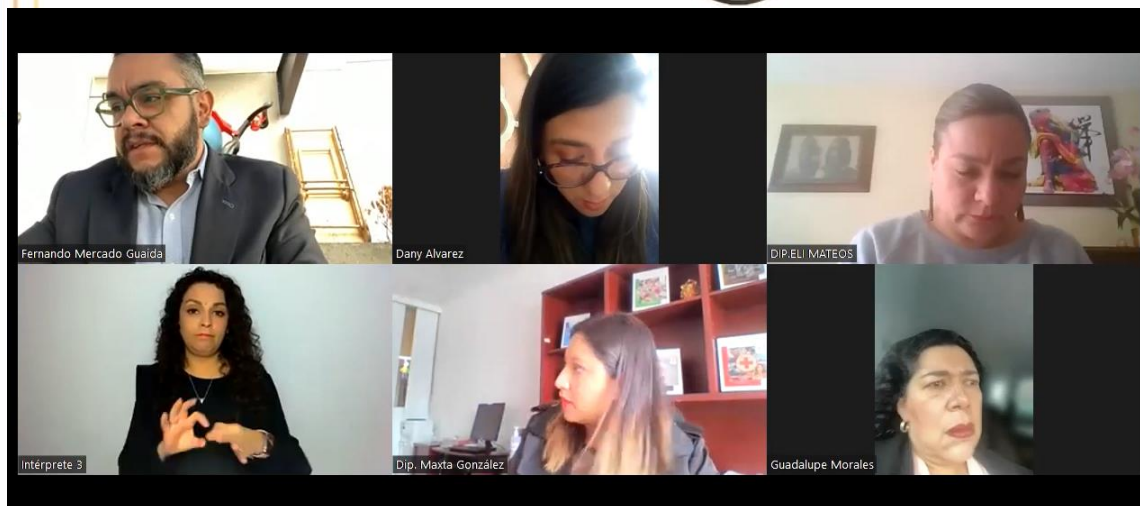 Fernando Mercado Guaida
Dany Alvarez
DIP.ELI MATEOS
Intérprete 3
Dip. Maxta González
Guadalupe Morales